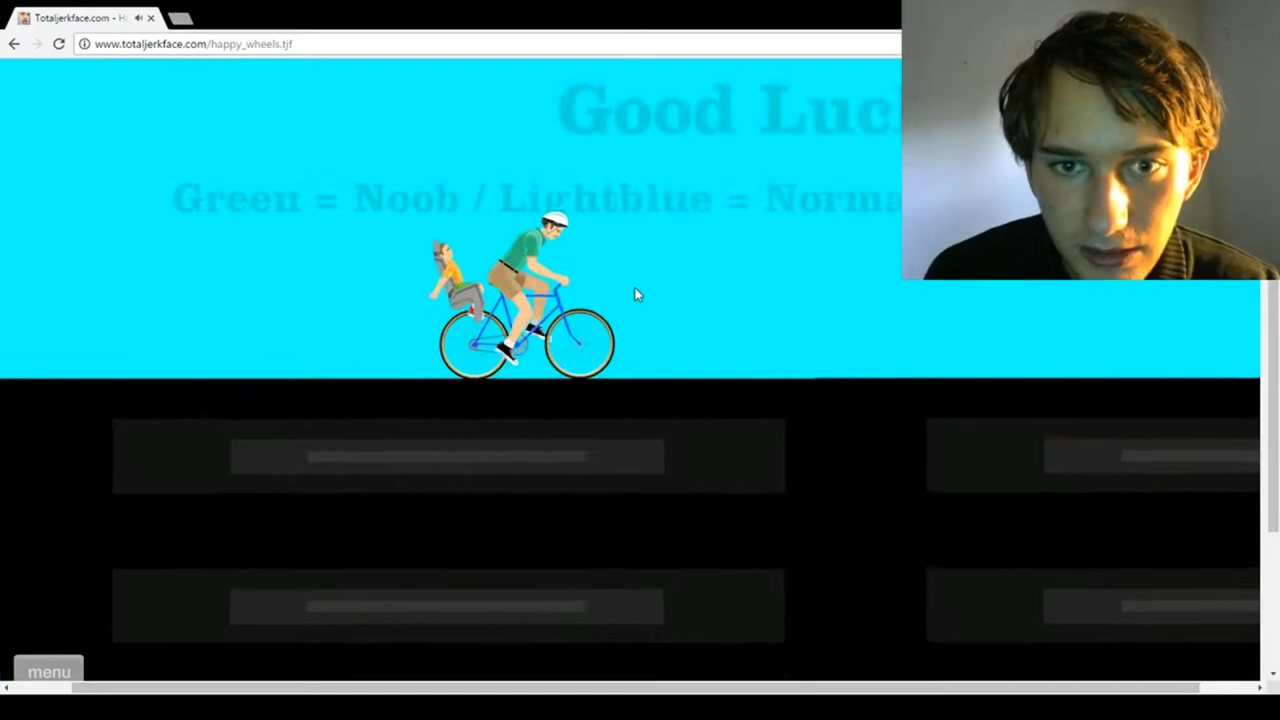 Totaljerkface.com - H
www.totaljerkface.com/happy_wheels.tjf
Good Luc
Green = Noob / Lightblue = Norma
menu